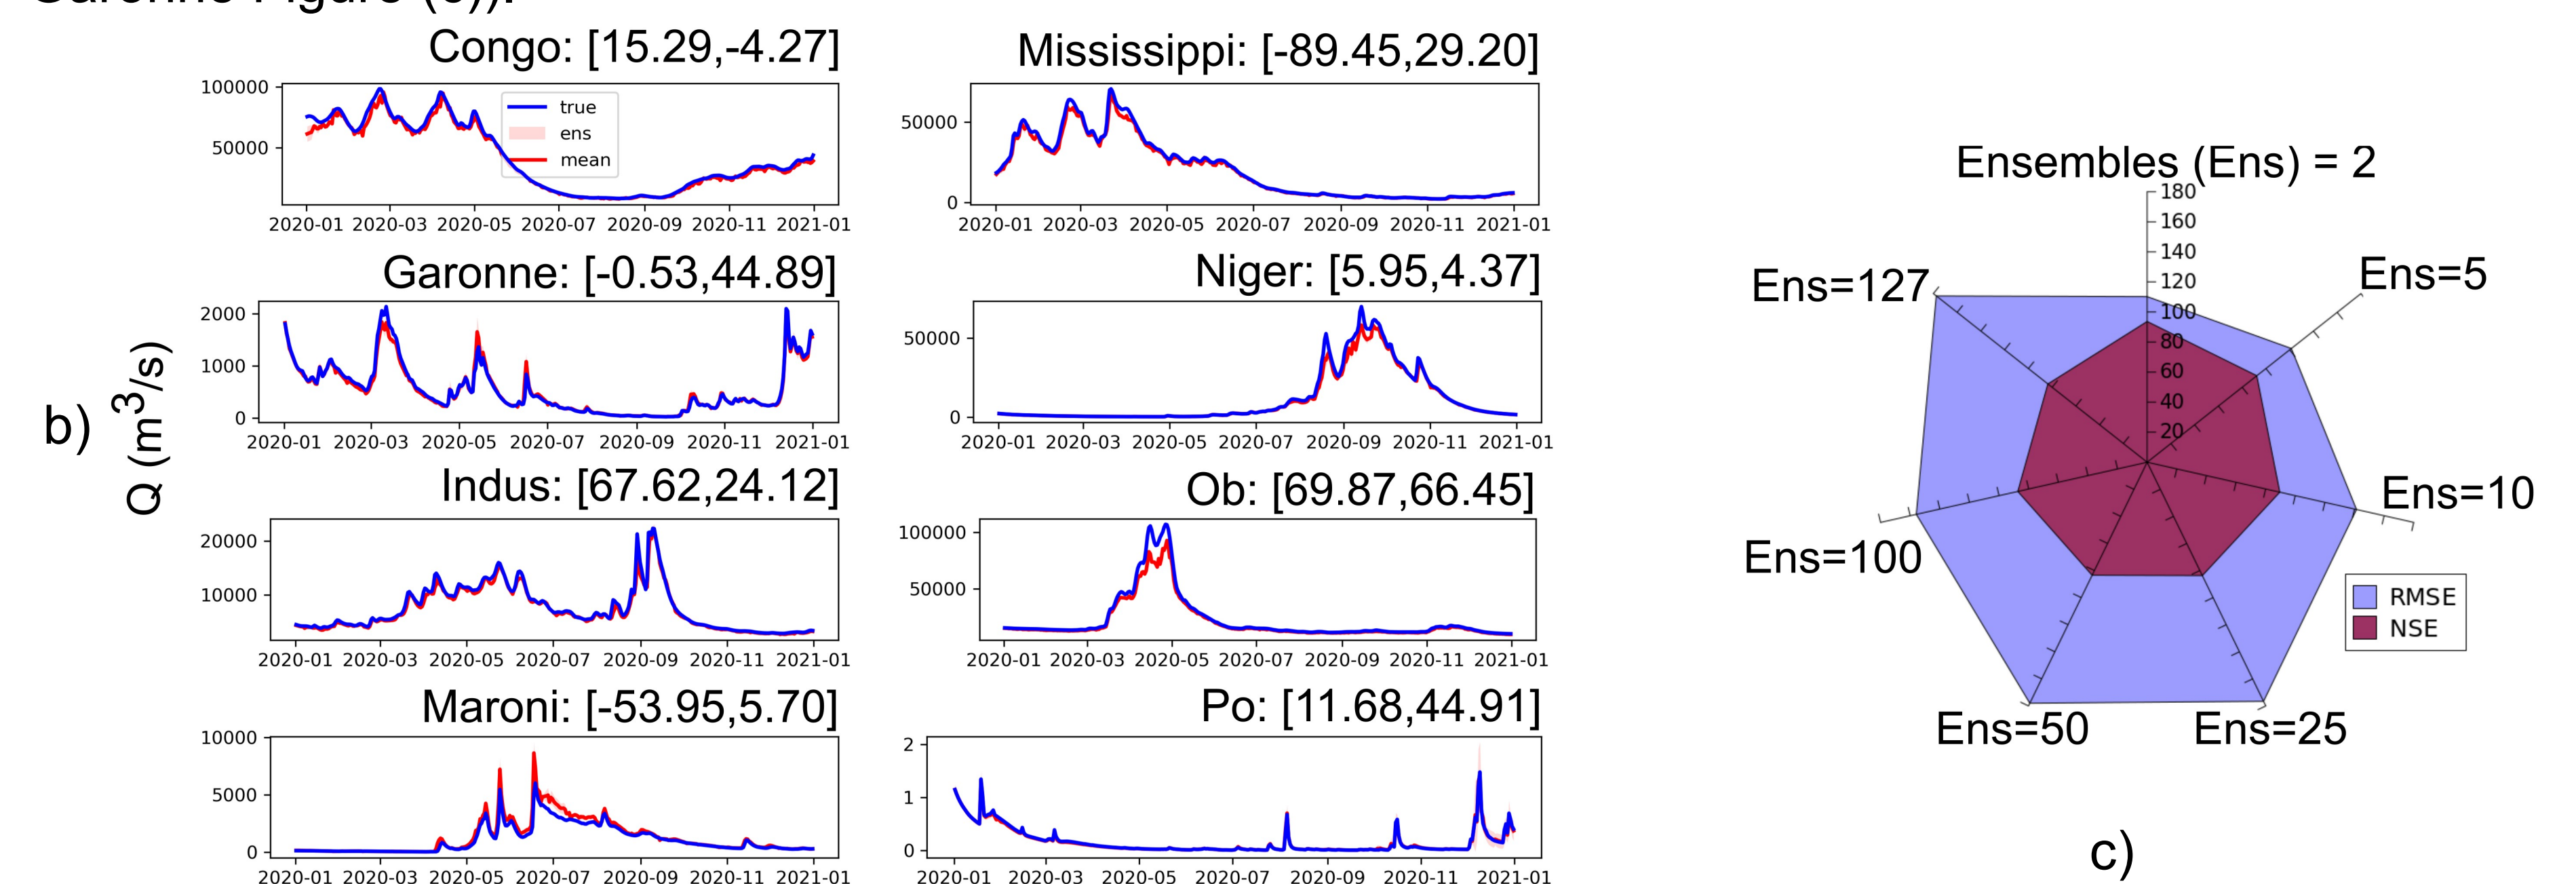 Congo: [15.29,-4.27]
100000
50000
true
ens
mean
2020-01 2020-03 2020-05 2020-07 2020-09 2020-11 2021-01
Mississippi: [-89.45,29.20]
50000
0
2020-01 2020-03 2020-05 2020-07 2020-09 2020-11 2021-01
Garonne: [-0.53,44.89]
2000
1000
0
2020-01 2020-03 2020-05 2020-07 2020-09 2020-11 2021-01
Niger: [5.95,4.37]
50000
0
2020-01 2020-03 2020-05 2020-07 2020-09 2020-11 2021-01
b)
Q (m³/s)
Indus: [67.62,24.12]
20000
10000
2020-01 2020-03 2020-05 2020-07 2020-09 2020-11 2021-01
Ob: [69.87,66.45]
100000
50000
2020-01 2020-03 2020-05 2020-07 2020-09 2020-11 2021-01
Maroni: [-53.95,5.70]
10000
5000
0
2020-01 2020-03 2020-05 2020-07 2020-09 2020-11 2021-01
Po: [11.68,44.91]
2
1
0
2020-01 2020-03 2020-05 2020-07 2020-09 2020-11 2021-01
Ensembles (Ens) = 2
180
160
140
120
100
80
60
40
20
Ens=5
Ens=10
Ens=25
Ens=50
Ens=100
Ens=127
RMSE
NSE
c)